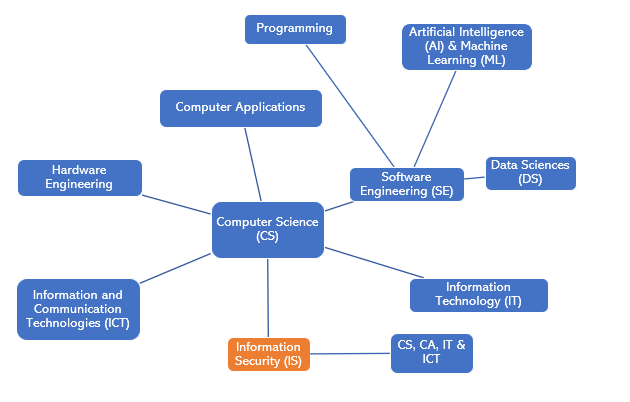 Programming
Artificial Intelligence
(AI) & Machine
Learning (ML)
Computer Applications
Hardware
Engineering
Software
Engineering (SE)
Data Sciences
(DS)
Computer Science
(CS)
Information and
Communication
Technologies (ICT)
Information
Technology (IT)
Information
Security (IS)
CS, CA, IT &
ICT